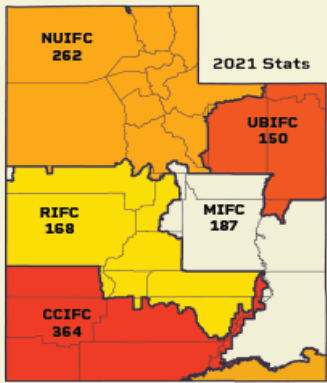 NUIFC
262
2021 Stats
UBIFC
150
RIFC
168
MIFC
187
CCIFC
364